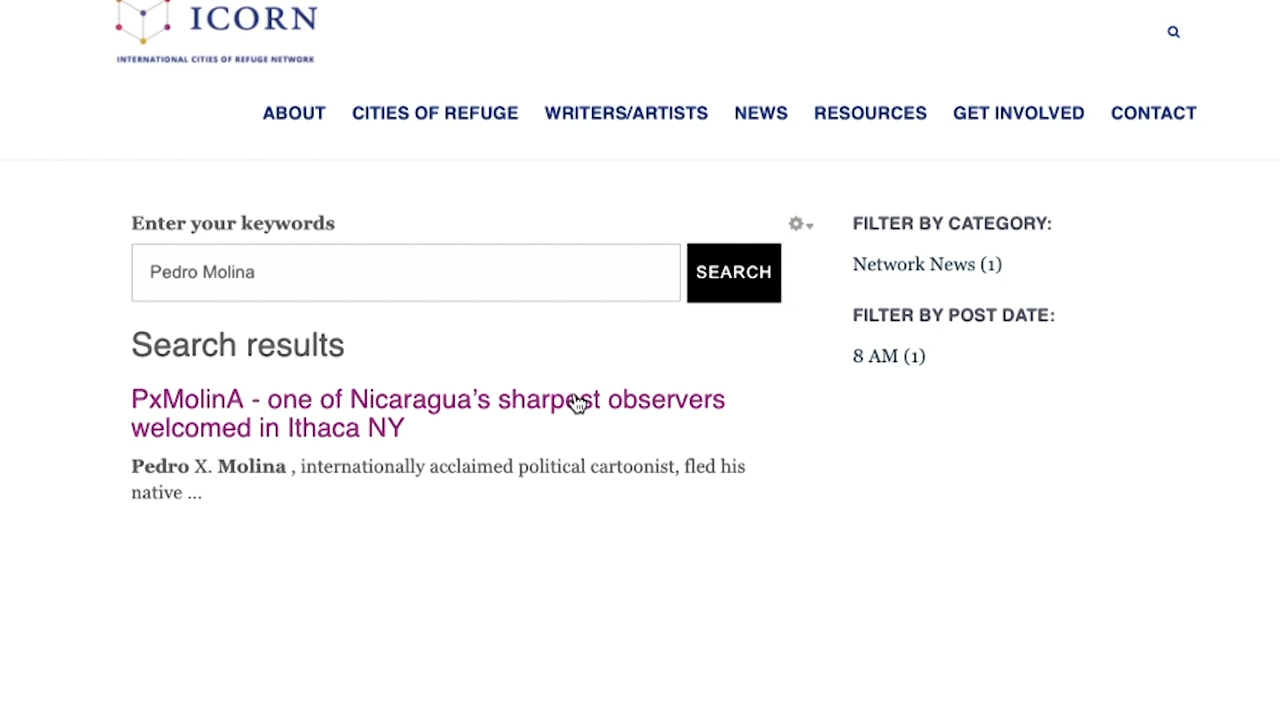 ICORN
INTERNATIONAL CITIES OF REFUGE NETWORK
ABOUT CITIES OF REFUGE WRITERS/ARTISTS NEWS RESOURCES GET INVOLVED CONTACT
Enter your keywords
Pedro Molina
SEARCH
Search results
PxMolinA - one of Nicaragua’s sharpest observers
welcomed in Ithaca NY
Pedro X. Molina , internationally acclaimed political cartoonist, fled his
native ...
FILTER BY CATEGORY:
Network News (1)
FILTER BY POST DATE:
8 AM (1)